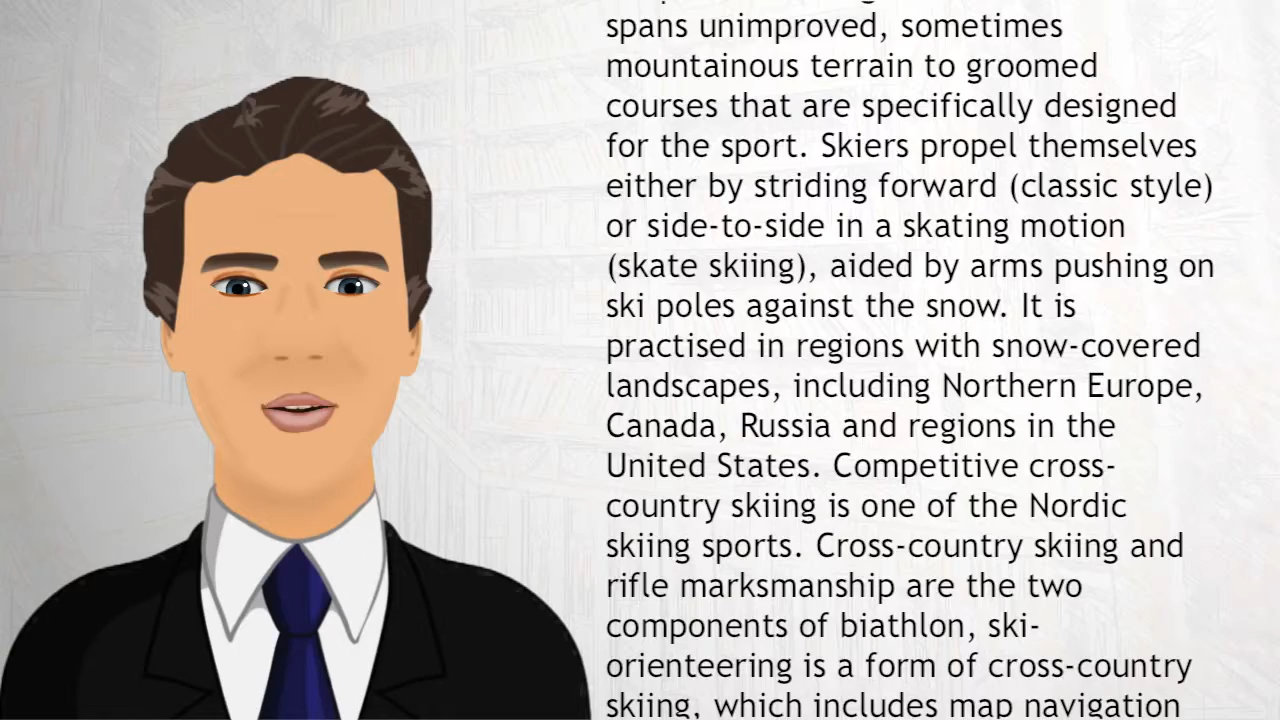 spans unimproved, sometimes
mountainous terrain to groomed
courses that are specifically designed
for the sport. Skiers propel themselves
either by striding forward (classic style)
or side-to-side in a skating motion
(skate skiing), aided by arms pushing on
ski poles against the snow. It is
practised in regions with snow-covered
landscapes, including Northern Europe,
Canada, Russia and regions in the
United States. Competitive cross-
country skiing is one of the Nordic
skiing sports. Cross-country skiing and
rifle marksmanship are the two
components of biathlon, ski-
orienteering is a form of cross-country
skiing, which includes map navigation